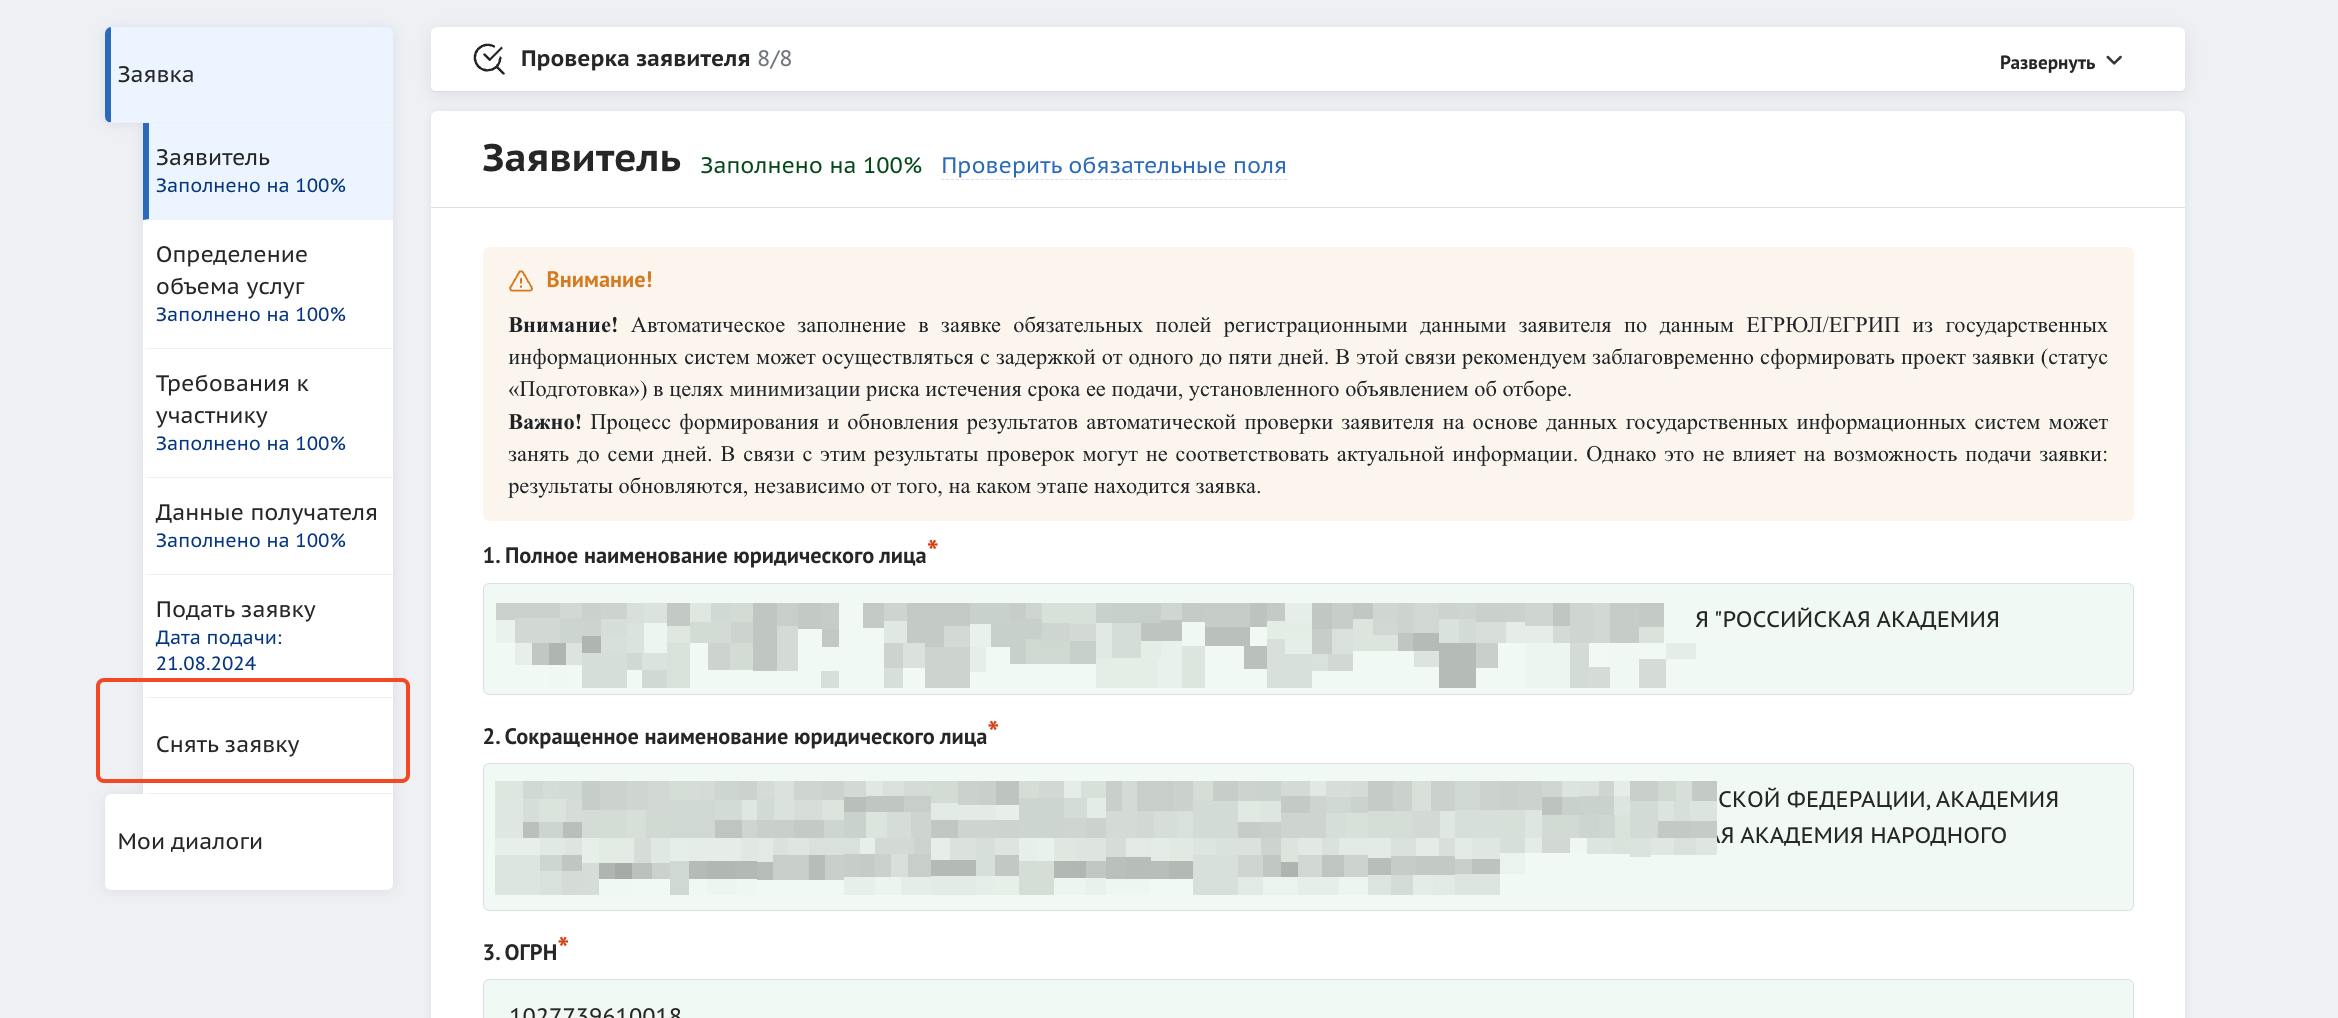 Заявка
Заявитель
Заполнено на 100%
Определение
объема услуг
Заполнено на 100%
Требования к
участнику
Заполнено на 100%
Данные получателя
Заполнено на 100%
Подать заявку
Дата подачи:
21.08.2024
Снять заявку
Мои диалоги
Проверка заявителя 8/8
Развернуть
Заявитель Заполнено на 100% Проверить обязательные поля
Внимание!
Внимание! Автоматическое заполнение в заявке обязательных полей регистрационными данными заявителя по данным ЕГРЮЛ/ЕГРИП из государственных
информационных систем может осуществляться с задержкой от одного до пяти дней. В этой связи рекомендуем заблаговременно сформировать проект заявки (статус
«Подготовка») в целях минимизации риска истечения срока ее подачи, установленного объявлением об отборе.
Важно! Процесс формирования и обновления результатов автоматической проверки заявителя на основе данных государственных информационных систем может
занять до семи дней. В связи с этим результаты проверок могут не соответствовать актуальной информации. Однако это не влияет на возможность подачи заявки:
результаты обновляются, независимо от того, на каком этапе находится заявка.
1. Полное наименование юридического лица*
Я "РОССИЙСКАЯ АКАДЕМИЯ
2. Сокращенное наименование юридического лица*
СКОЙ ФЕДЕРАЦИИ, АКАДЕМИЯ
АЯ АКАДЕМИЯ НАРОДНОГО
3. ОГРН*
1027739610018